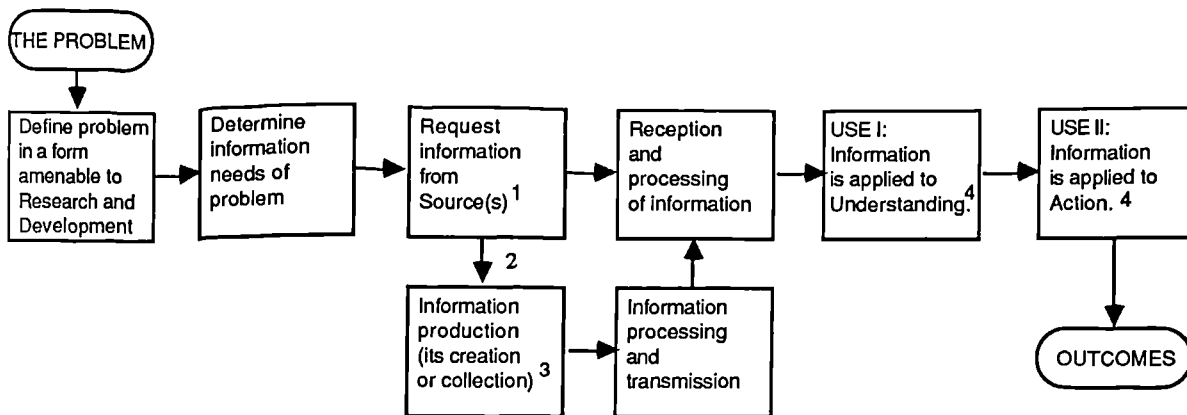 THE PROBLEM
Define problem
in a form
amenable to
Research and
Development
Determine
information
needs of
problem
Request
information
from
Source(s) 1
Reception
and
processing
of information
USE I:
Information
is applied to
Understanding. 4
USE II:
Information
is applied to
Action. 4
2
Information
production
(its creation
or collection) 3
Information
processing
and
transmission
OUTCOMES